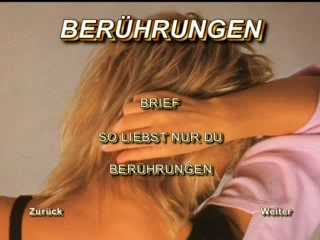 BERÜHRUNGEN
BRIEF
SO LIEBST NUR DU
BERÜHRUNGEN
Zurück Weiter